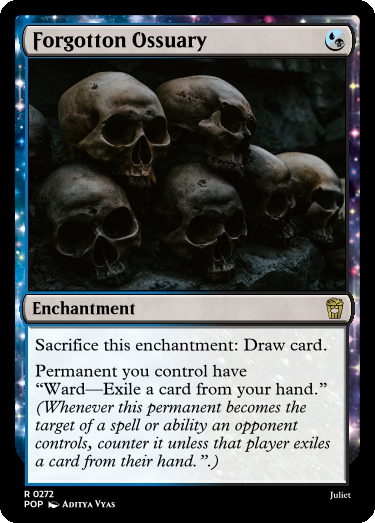 Forgotton Ossuary
Enchantment
Sacrifice this enchantment: Draw card.
Permanent you control have
“Ward—Exile a card from your hand.”
(Whenever this permanent becomes the
target of a spell or ability an opponent
controls, counter it unless that player exiles
a card from their hand.”.)
R 0272
POP Aditya Vyas
Juliet